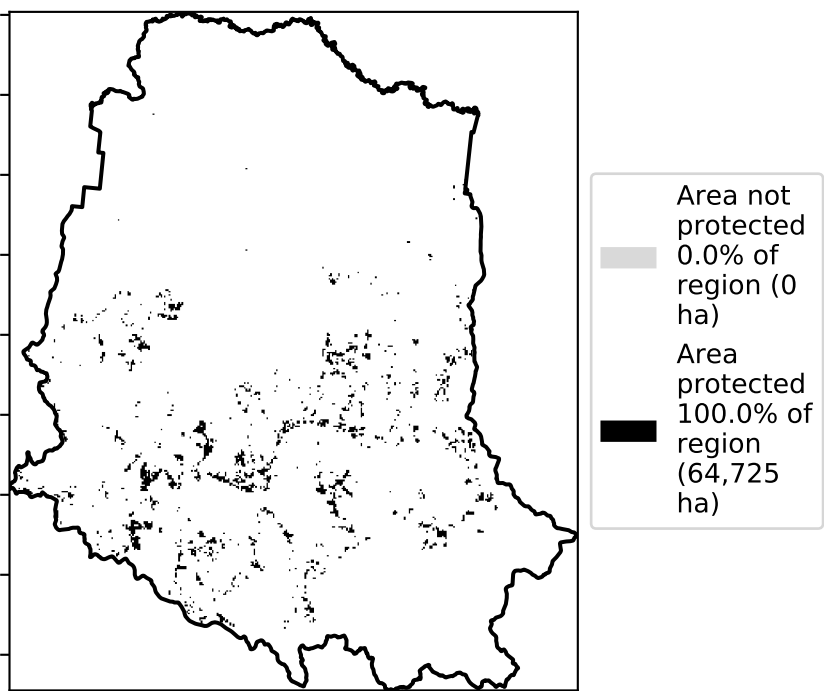 Area not
protected
0.0% of
region (0
ha)
Area
protected
100.0% of
region
(64,725
ha)